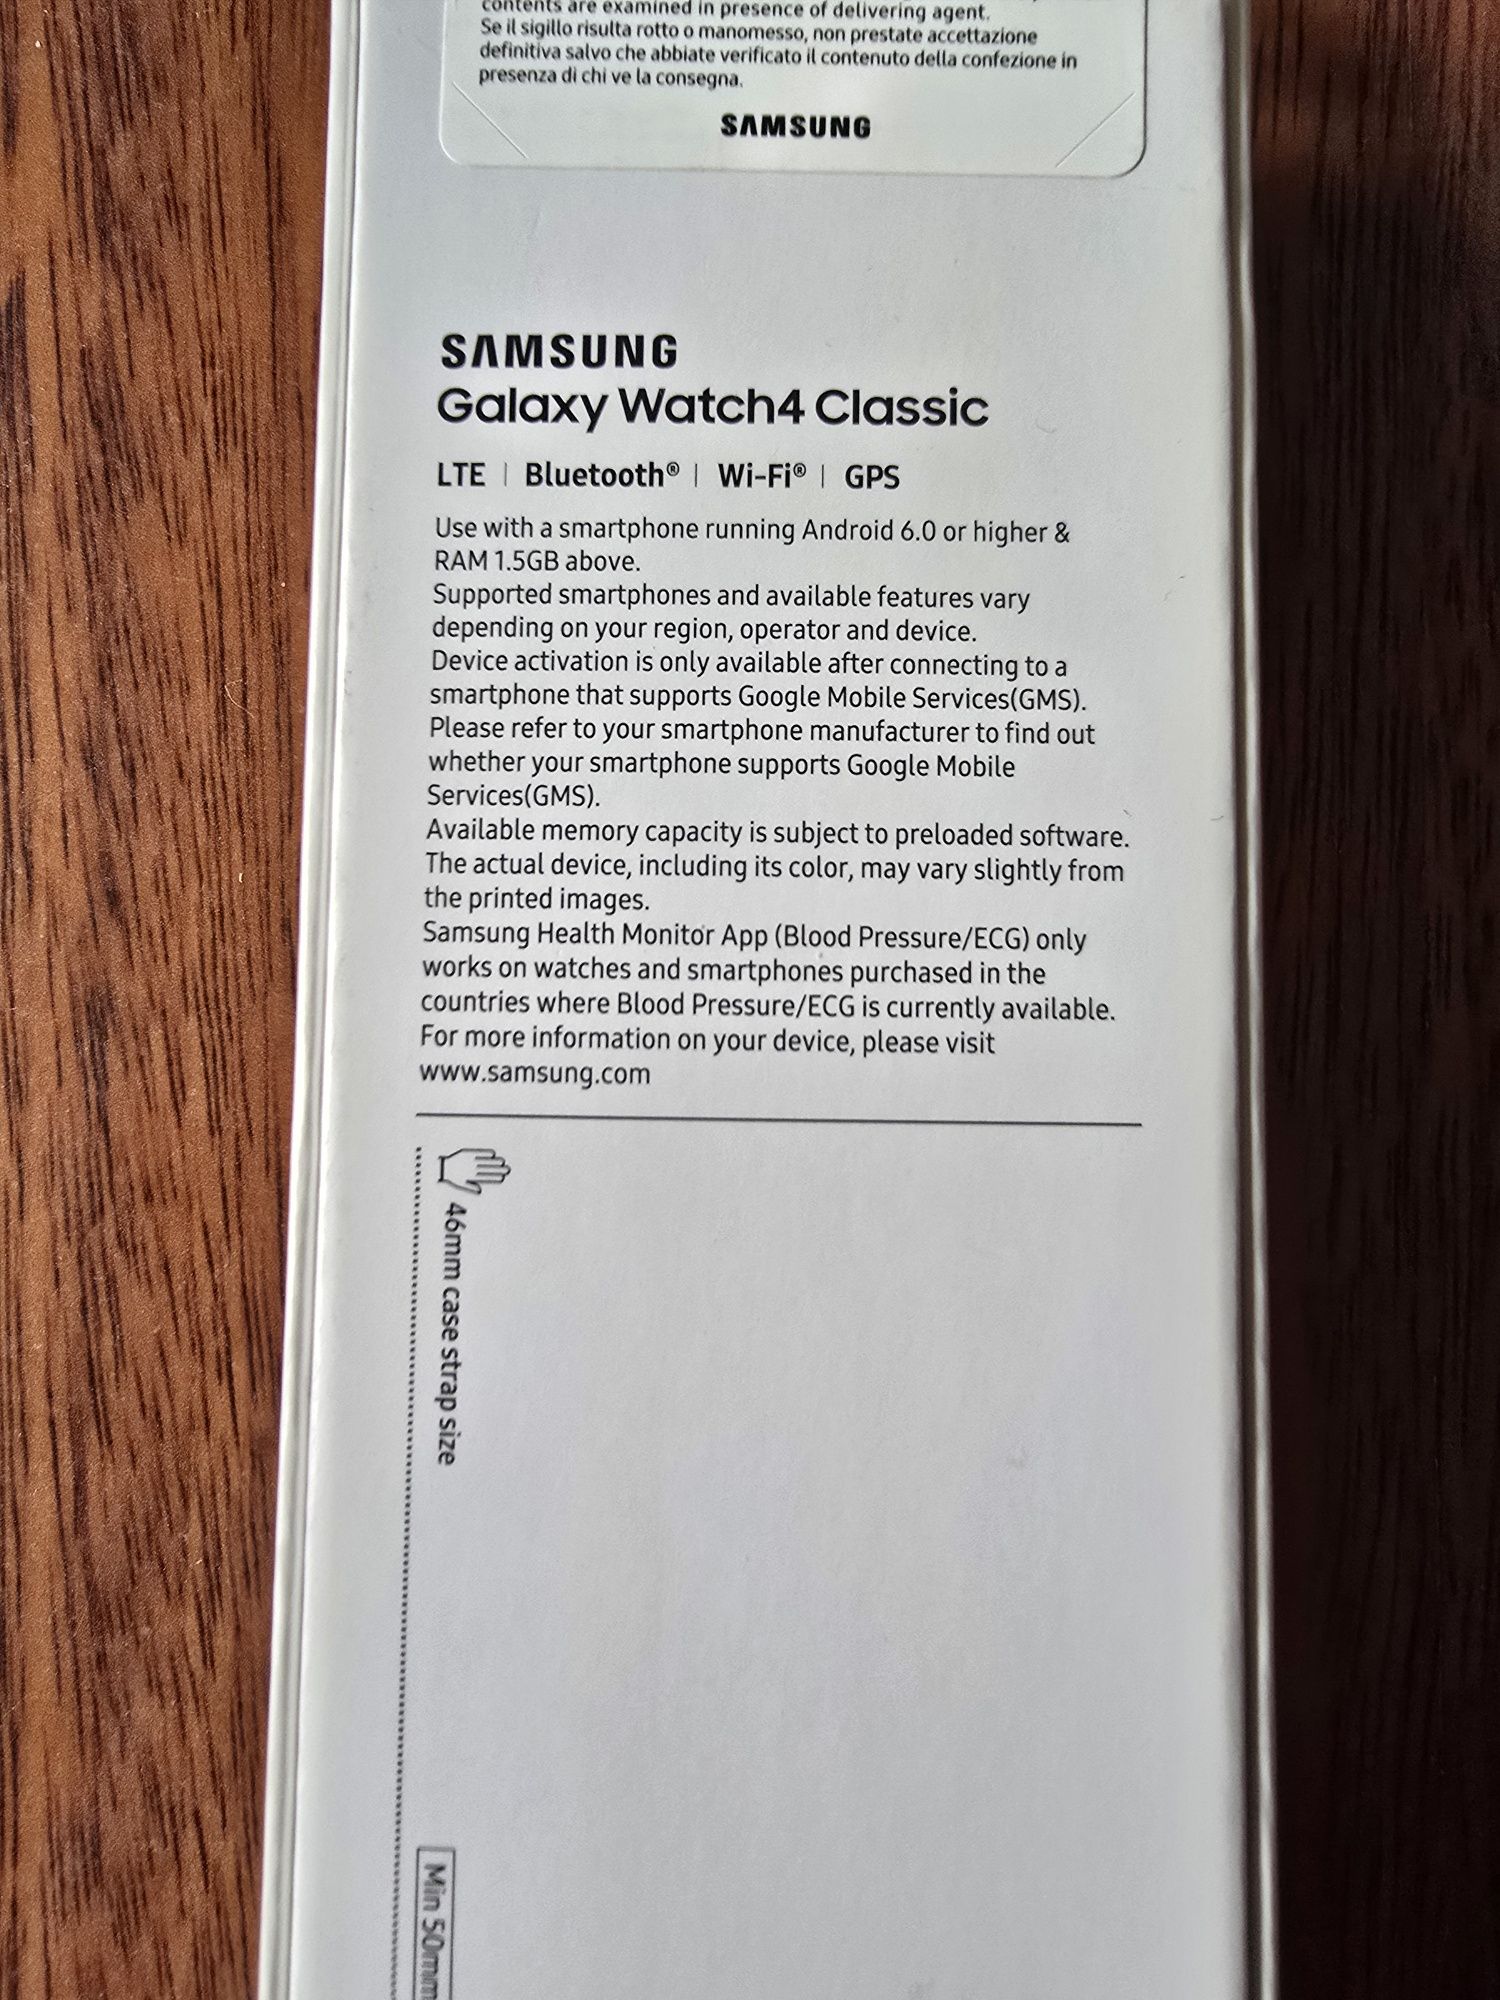 contents are examined in presence of delivering agent.
Se il sigillo risulta rotto o manomesso, non prestate accettazione
definitiva salvo che abbiate verificato il contenuto della confezione in
presenza di chi ve la consegna.
SAMSUNG
SAMSUNG
Galaxy Watch4 Classic
LTE | Bluetooth® | Wi-Fi® | GPS
Use with a smartphone running Android 6.0 or higher &
RAM 1.5GB above.
Supported smartphones and available features vary
depending on your region, operator and device.
Device activation is only available after connecting to a
smartphone that supports Google Mobile Services(GMS).
Please refer to your smartphone manufacturer to find out
whether your smartphone supports Google Mobile
Services(GMS).
Available memory capacity is subject to preloaded software.
The actual device, including its color, may vary slightly from
the printed images.
Samsung Health Monitor App (Blood Pressure/ECG) only
works on watches and smartphones purchased in the
countries where Blood Pressure/ECG is currently available.
For more information on your device, please visit
www.samsung.com
46mm case strap size
Min 50mm